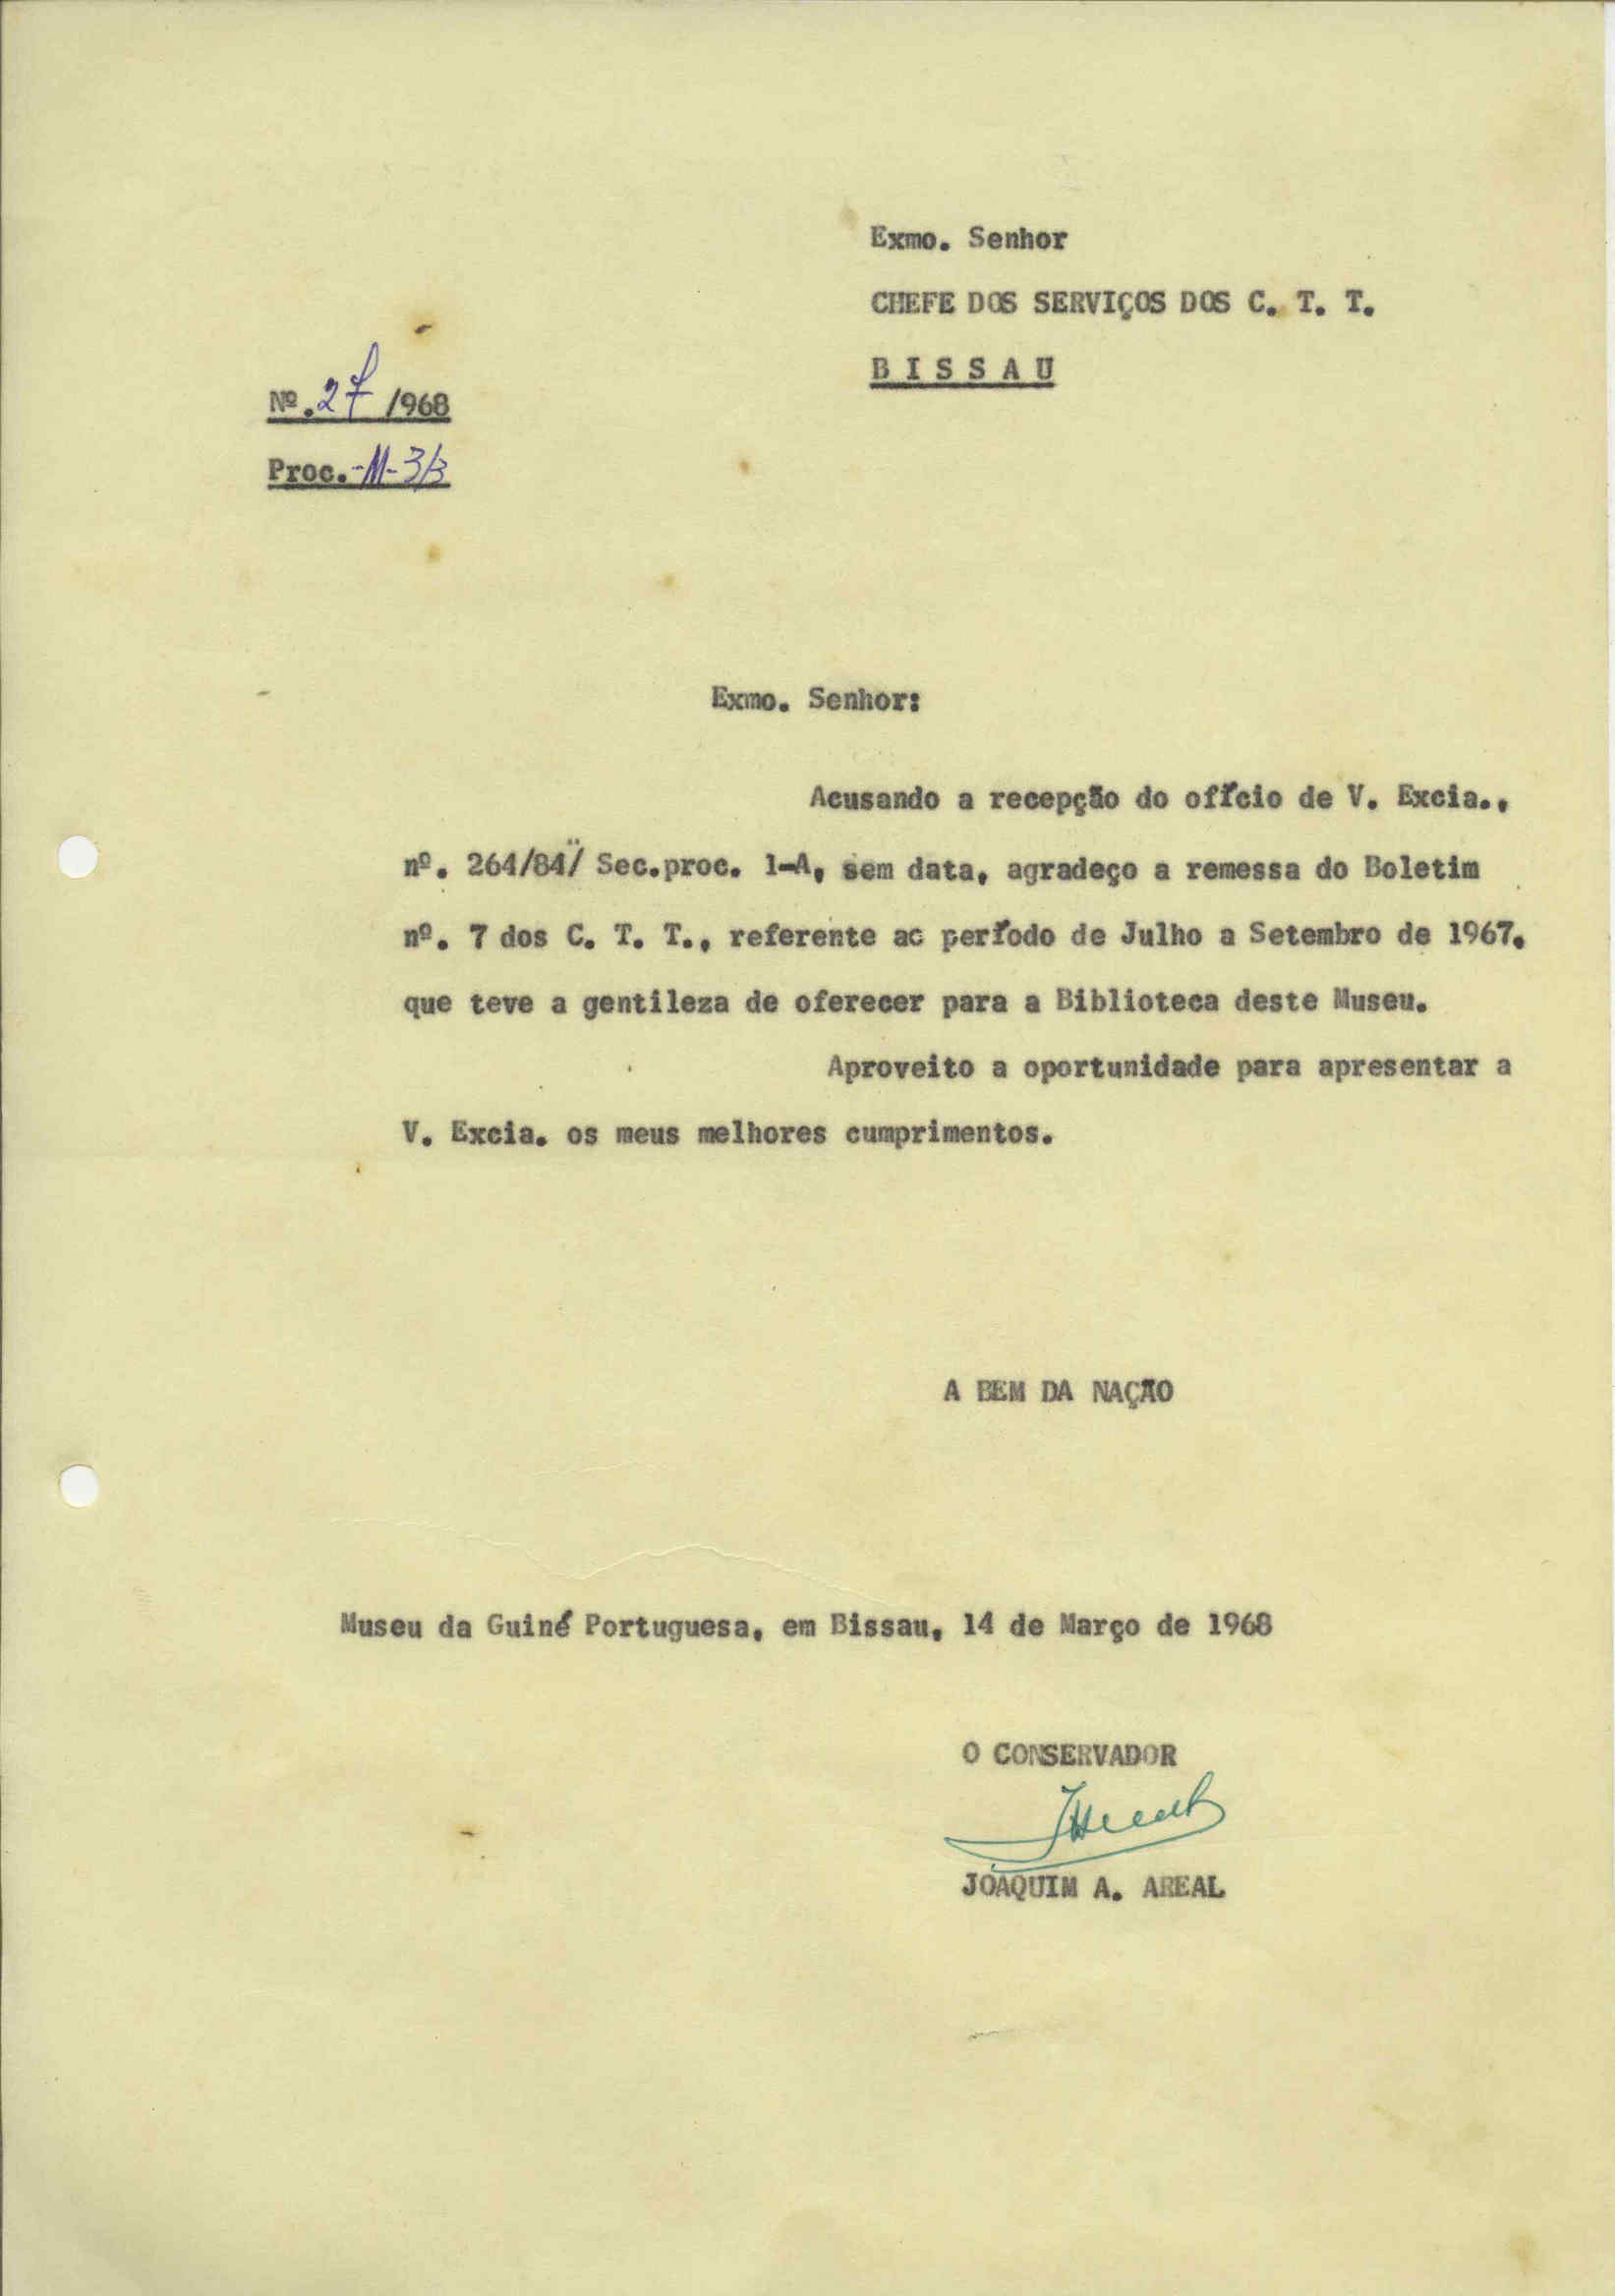 Exmo. Senhor
CHEFE DOS SERVIÇOS DOS C. T. T.
B I S S A U
Nº. 27 /968
Proc.-M-3/3
Exmo. Senhor:
Acusando a recepção do ofício de V. Excia.,
nº. 264/84/ Sec.proc. 1-A, sem data, agradeço a remessa do Boletim
nº. 7 dos C. T. T., referente ao período de Julho a Setembro de 1967,
que teve a gentileza de oferecer para a Biblioteca deste Museu.
Aproveito a oportunidade para apresentar a
V. Excia. os meus melhores cumprimentos.
A BEM DA NAÇÃO
Museu da Guiné Portuguesa, em Bissau, 14 de Março de 1968
O CONSERVADOR
JOAQUIM A. AREAL